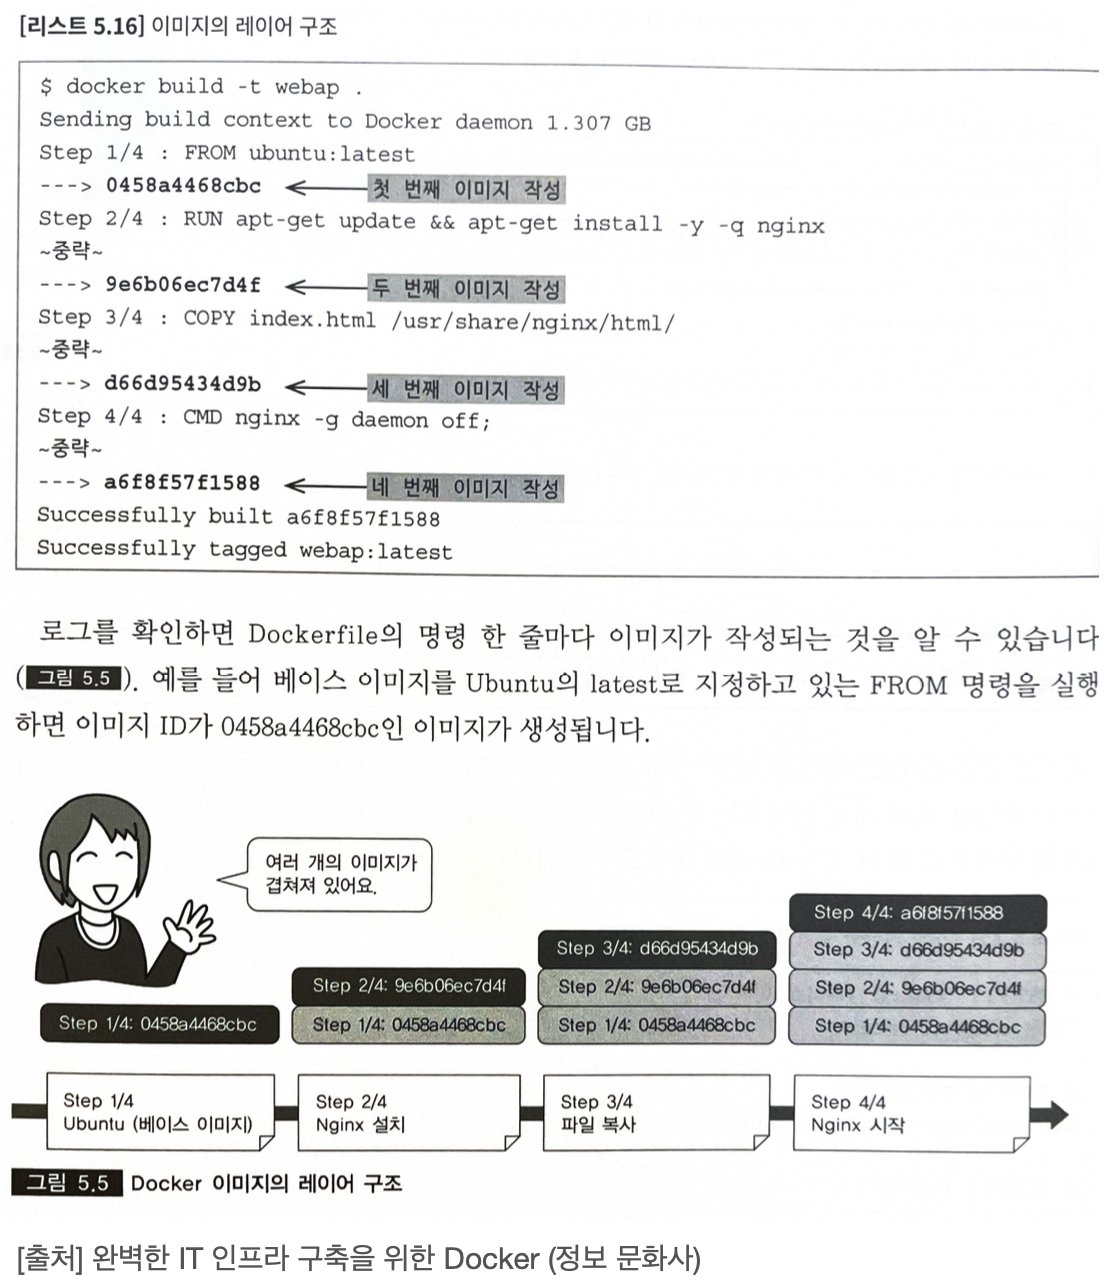 [리스트 5.16] 이미지의 레이어 구조
$ docker build -t webap .
Sending build context to Docker daemon 1.307 GB
Step 1/4 : FROM ubuntu:latest
---> 0458a4468cbc 첫 번째 이미지 작성
Step 2/4 : RUN apt-get update && apt-get install -y -q nginx
~중략~
---> 9e6b06ec7d4f 두 번째 이미지 작성
Step 3/4 : COPY index.html /usr/share/nginx/html/
~중략~
---> d66d95434d9b 세 번째 이미지 작성
Step 4/4 : CMD nginx -g daemon off;
~중략~
---> a6f8f57f1588 네 번째 이미지 작성
Successfully built a6f8f57f1588
Successfully tagged webap:latest
로그를 확인하면 Dockerfile의 명령 한 줄마다 이미지가 작성되는 것을 알 수 있습니다
(그림 5.5). 예를 들어 베이스 이미지를 Ubuntu의 latest로 지정하고 있는 FROM 명령을 실행
하면 이미지 ID가 0458a4468cbc인 이미지가 생성됩니다.
여러 개의 이미지가
겹쳐져 있어요.
Step 1/4: 0458a4468cbc
Step 2/4: 9e6b06ec7d4f
Step 1/4: 0458a4468cbc
Step 3/4: d66d95434d9b
Step 2/4: 9e6b06ec7d4f
Step 1/4: 0458a4468cbc
Step 4/4: a6f8f57f1588
Step 3/4: d66d95434d9b
Step 2/4: 9e6b06ec7d4f
Step 1/4: 0458a4468cbc
Step 1/4
Ubuntu (베이스 이미지)
Step 2/4
Nginx 설치
Step 3/4
파일 복사
Step 4/4
Nginx 시작
그림 5.5 Docker 이미지의 레이어 구조
[출처] 완벽한 IT 인프라 구축을 위한 Docker (정보 문화사)